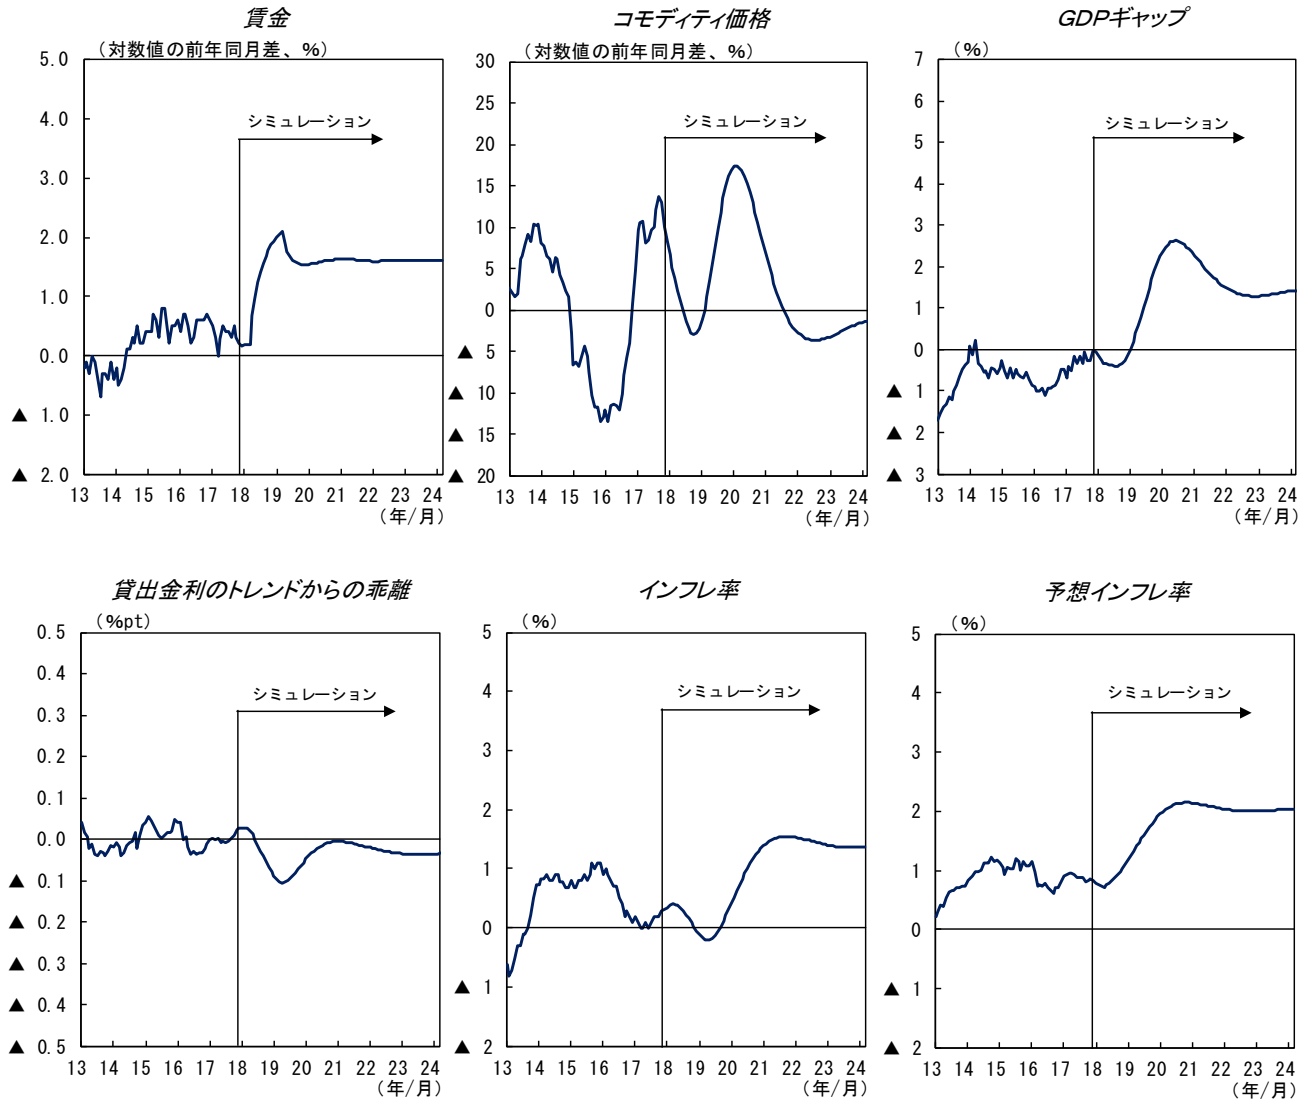 賃金
（対数値の前年同月差、%）
5.0
4.0
3.0
2.0
1.0
0.0
▲ 1.0
▲ 2.0
シミュレーション
13 14 15 16 17 18 19 20 21 22 23 24
（年/月）
コモディティ価格
（対数値の前年同月差、%）
30
25
20
15
10
5
0
▲ 5
▲ 10
▲ 15
▲ 20
シミュレーション
13 14 15 16 17 18 19 20 21 22 23 24
（年/月）
GDPギャップ
（%）
7
6
5
4
3
2
1
0
▲ 1
▲ 2
▲ 3
シミュレーション
13 14 15 16 17 18 19 20 21 22 23 24
（年/月）
貸出金利のトレンドからの乖離
（%pt）
0.5
0.4
0.3
0.2
0.1
0.0
▲ 0.1
▲ 0.2
▲ 0.3
▲ 0.4
▲ 0.5
シミュレーション
13 14 15 16 17 18 19 20 21 22 23 24
（年/月）
インフレ率
（%）
5
4
3
2
1
0
▲ 1
▲ 2
シミュレーション
13 14 15 16 17 18 19 20 21 22 23 24
（年/月）
予想インフレ率
（%）
5
4
3
2
1
0
▲ 1
▲ 2
シミュレーション
13 14 15 16 17 18 19 20 21 22 23 24
（年/月）